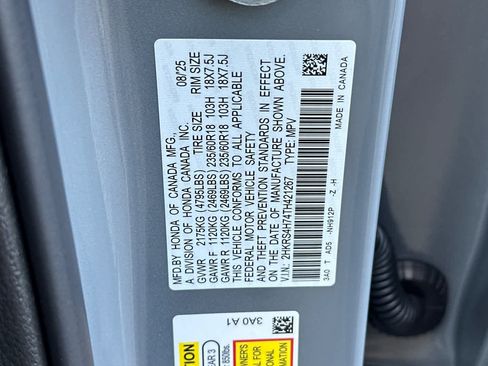 MFD.BY HONDA OF CANADA MFG. 08/25
A DIVISION OF HONDA CANADA INC.
TIRE SIZE RIM SIZE
GVWR 2175KG (4795LBS)
GAWR F 1120KG (2469LBS) 235/60R18 103H 18X7.5J
GAWR R 1120KG (2469LBS) 235/60R18 103H 18X7.5J
THIS VEHICLE CONFORMS TO ALL APPLICABLE
FEDERAL MOTOR VEHICLE SAFETY
AND THEFT PREVENTION STANDARDS IN EFFECT
ON THE DATE OF MANUFACTURE SHOWN ABOVE.
V.I.N.: 2HKRS4H74TH421267 TYPE: MPV
3A0 T AD5 -NH912P -Z -H
MADE IN CANADA
3A0 A1